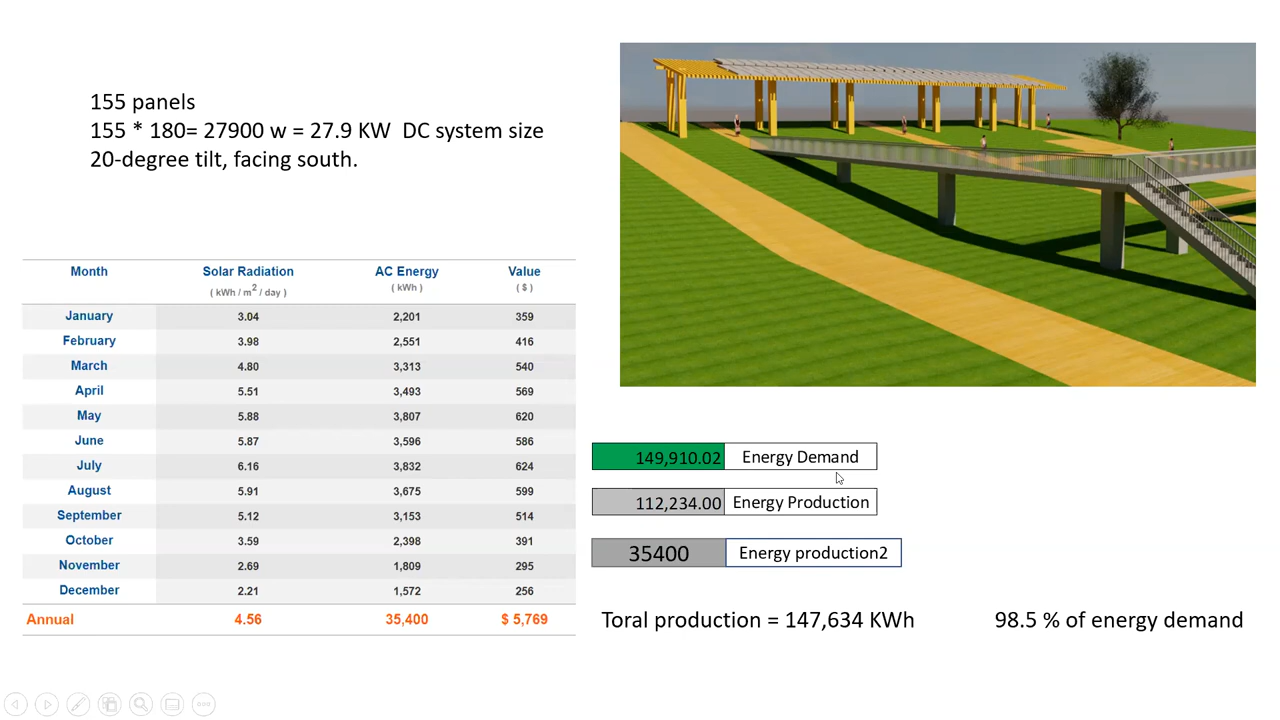 155 panels
155 * 180= 27900 w = 27.9 KW DC system size
20-degree tilt, facing south.
Month Solar Radiation AC Energy Value
( kWh / m2 / day ) ( kWh ) ( $ )
January 3.04 2,201 359
February 3.98 2,551 416
March 4.80 3,313 540
April 5.51 3,493 569
May 5.88 3,807 620
June 5.87 3,596 586
July 6.16 3,832 624
August 5.91 3,675 599
September 5.12 3,153 514
October 3.59 2,398 391
November 2.69 1,809 295
December 2.21 1,572 256
Annual 4.56 35,400 $ 5,769
149,910.02 Energy Demand
112,234.00 Energy Production
35400 Energy production2
Toral production = 147,634 KWh 98.5 % of energy demand